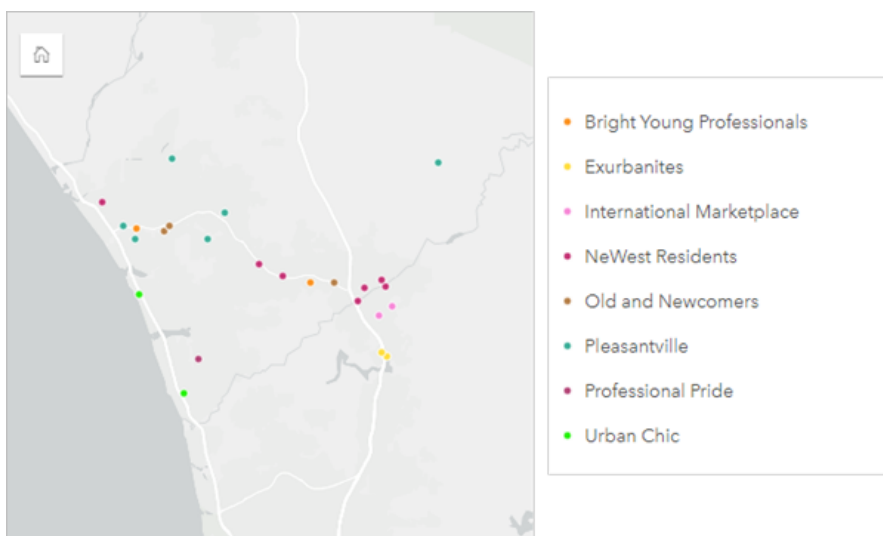 Bright Young Professionals
Exurbanites
International Marketplace
NeWest Residents
Old and Newcomers
Pleasantville
Professional Pride
Urban Chic